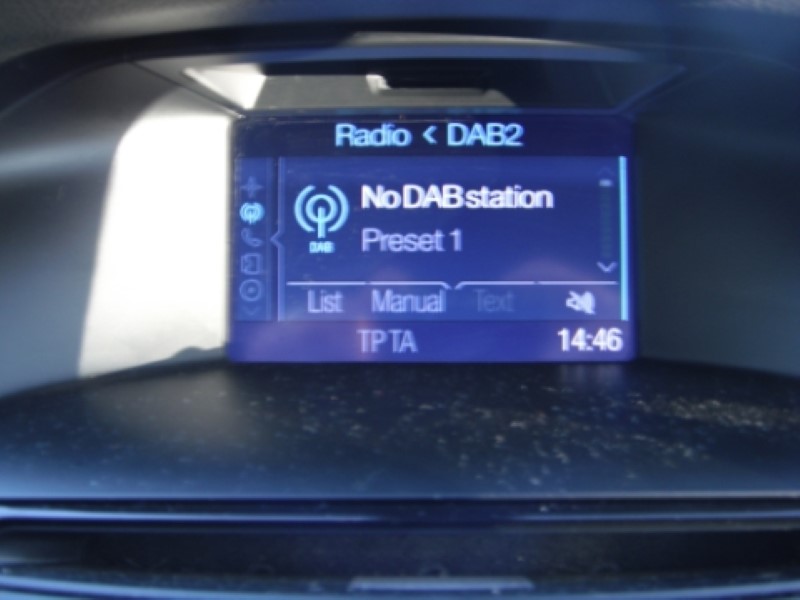 Radio < DAB2
No DAB station
DAB
Preset 1
List Manual Text
TP TA 14:46